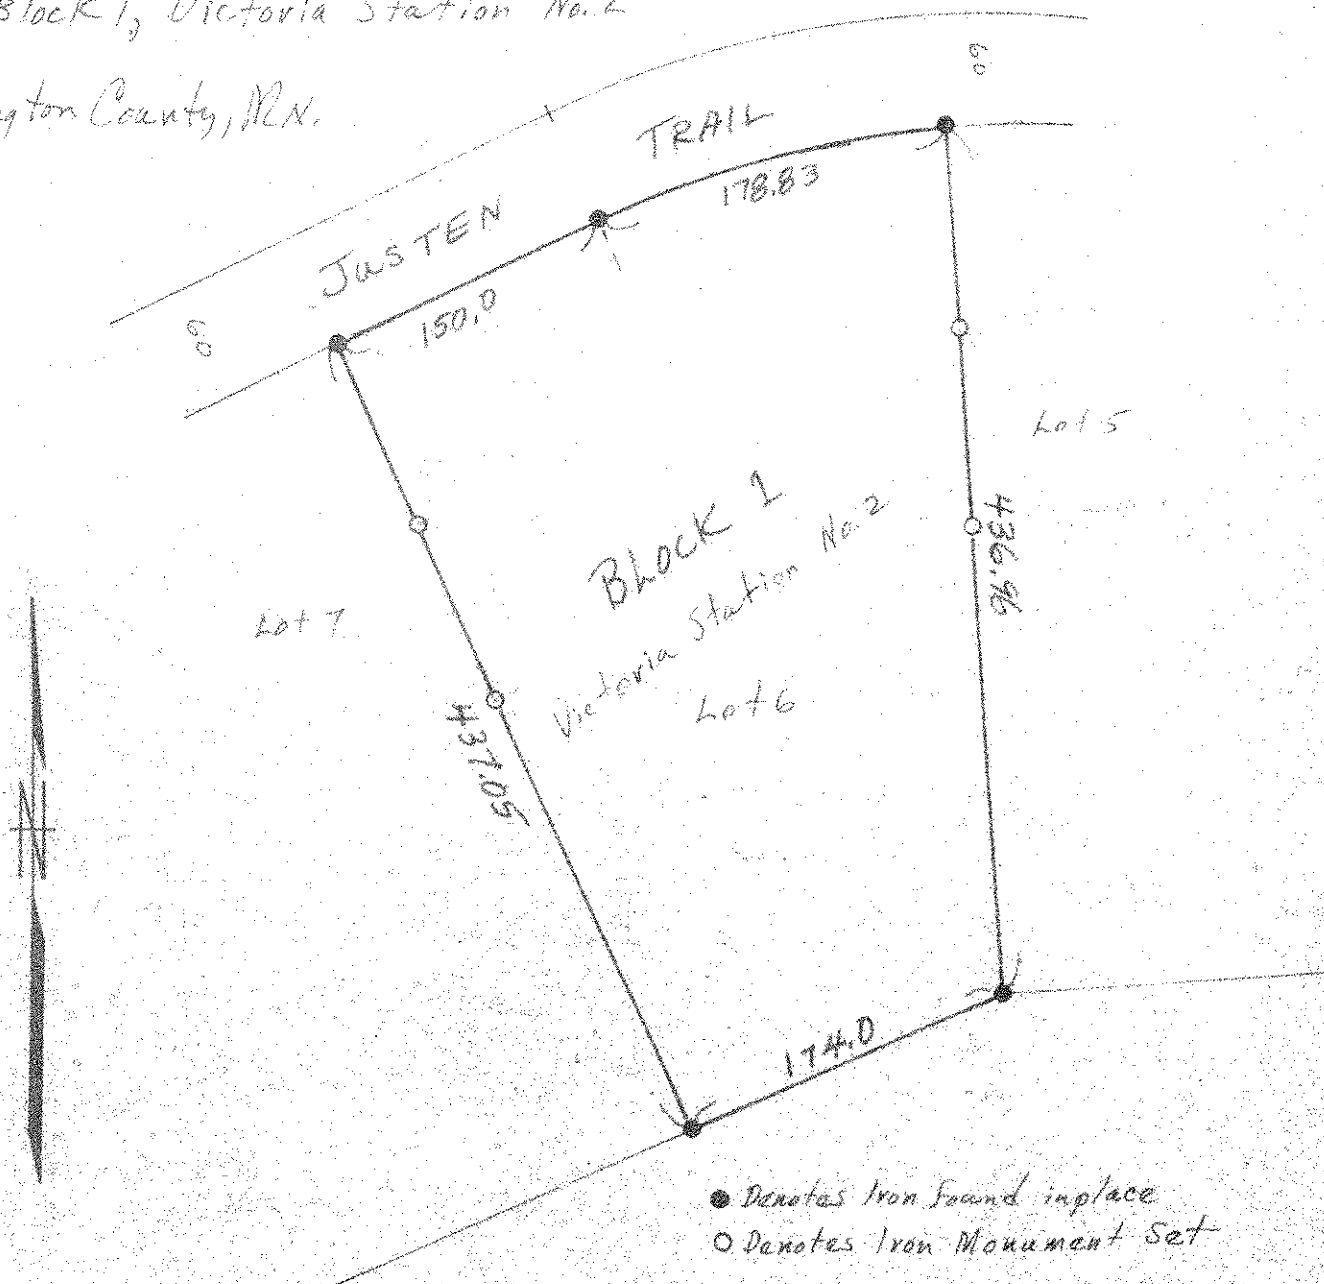 Block 1, Victoria Station No. 2
gton County, MN.
60
TRAIL
178.83
JUSTEN
150.0
60
Lot 5
BLOCK 1
Victoria Station No. 2
436.96
Lot 7
Lot 6
437.05
N
174.0
● Denotes Iron found inplace
○ Denotes Iron Monument Set